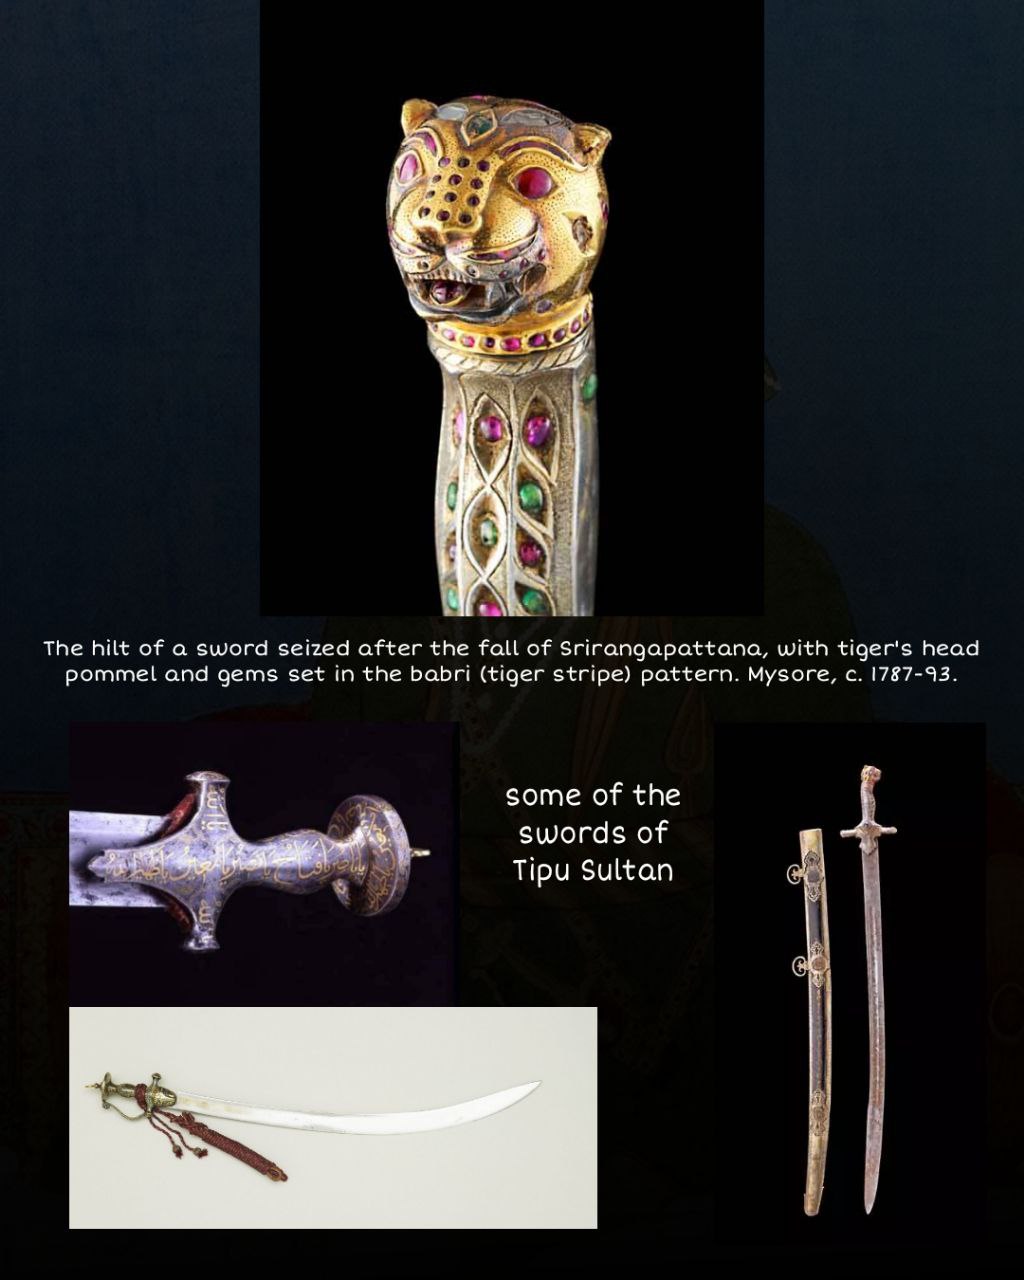 The hilt of a sword seized after the fall of Srirangapattana, with tiger's head
pommel and gems set in the babri (tiger stripe) pattern. Mysore, c. 1787-93.
some of the
swords of
Tipu Sultan